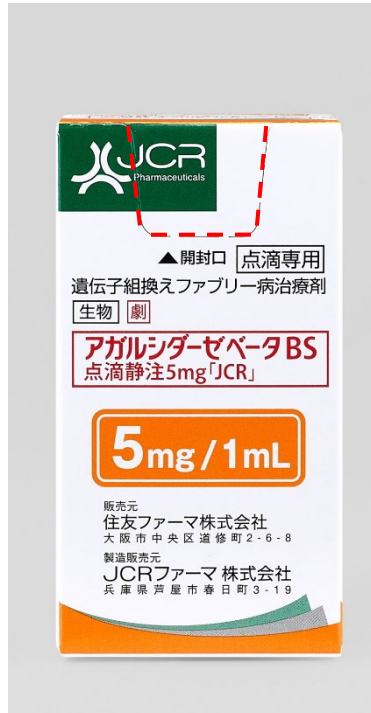 JCR
Pharmaceuticals
▲開封口 点滴専用
遺伝子組換えファブリー病治療剤
生物 劇
アガルシダーゼベータBS
点滴静注5mg「JCR」
5mg/1mL
販売元
住友ファーマ株式会社
大阪市中央区道修町2-6-8
製造販売元
JCRファーマ株式会社
兵庫県芦屋市春日町3-19